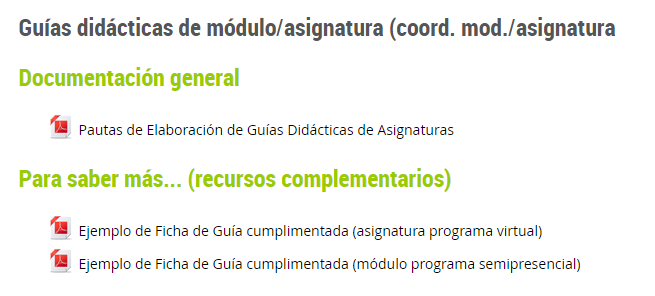 Guías didácticas de módulo/asignatura (coord. mod./asignatura
Documentación general
Pautas de Elaboración de Guías Didácticas de Asignaturas
Para saber más... (recursos complementarios)
Ejemplo de Ficha de Guía cumplimentada (asignatura programa virtual)
Ejemplo de Ficha de Guía cumplimentada (módulo programa semipresencial)